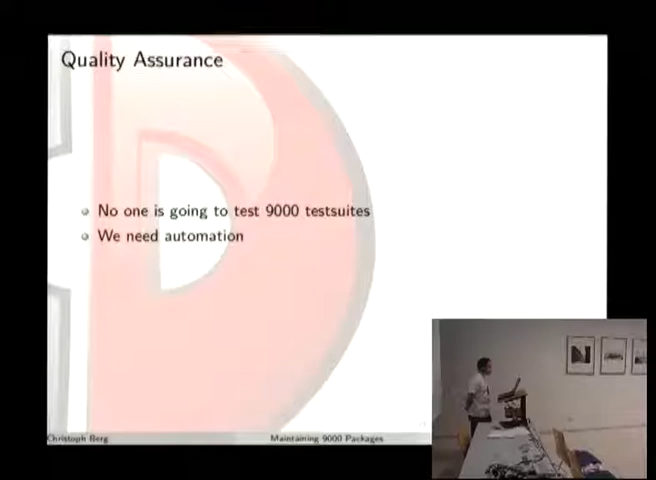 Quality Assurance
No one is going to test 9000 testsuites
We need automation
Christoph Berg
Maintaining 9000 Packages